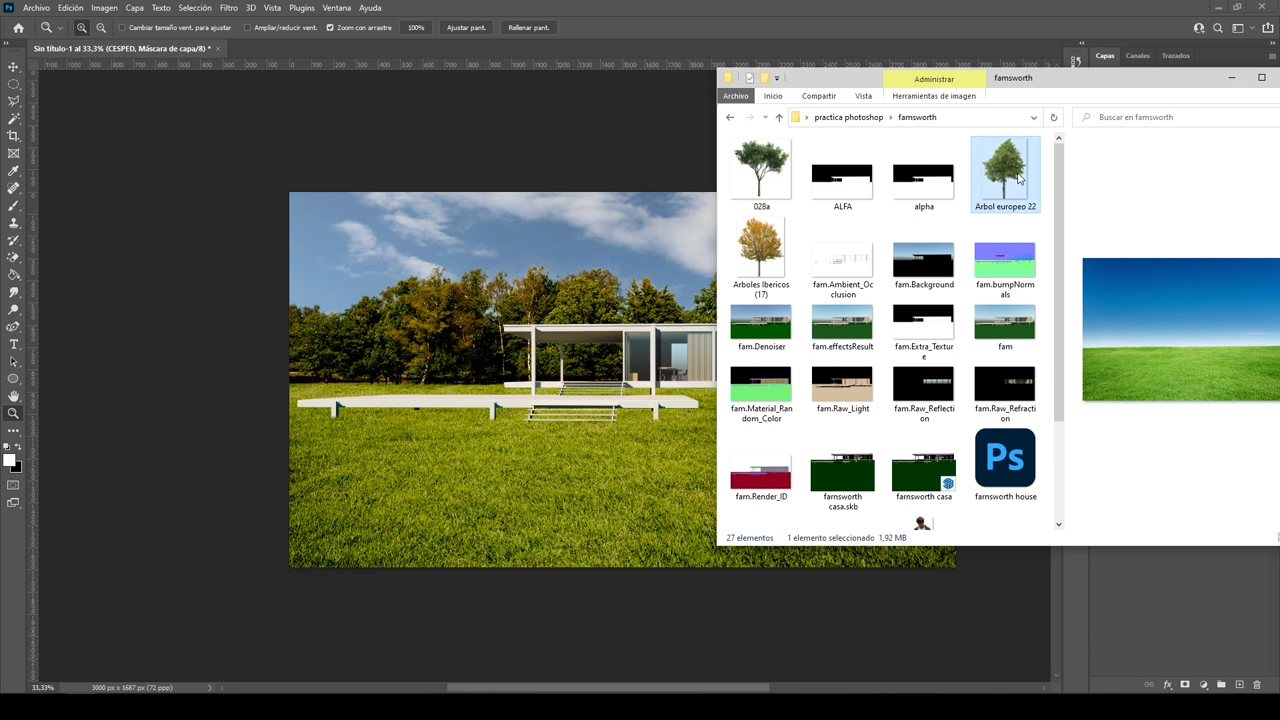 Ps Archivo Edición Imagen Capa Texto Selección Filtro 3D Vista Plugins Ventana Ayuda
Cambiar tamaño vent. para ajustar Ampliar/reducir vent. Zoom con arrastre 100% Ajustar pant. Rellenar pant.
Sin título-1 al 33,3% (CESPED, Máscara de capa/8) *
Capas Canales Trazados
Administrar famsworth
Archivo Inicio Compartir Vista Herramientas de imagen
practica photoshop famsworth Buscar en famsworth
028a ALFA alpha Arbol europeo 22
Arboles Ibericos
(17)
fam.Ambient_Oc
clusion
fam.Background
fam.bumpNorm
als
fam.Denoiser fam.effectsResult
fam.Extra_Textur
e
fam
fam.Material_Ran
dom_Color
fam.Raw_Light
fam.Raw_Reflecti
on
fam.Raw_Refracti
on
Ps
fam.Render_ID
farnsworth
casa.skb
farnsworth casa
farnsworth house
27 elementos 1 elemento seleccionado 1,92 MB
33,33% 3000 px x 1687 px (72 ppp)